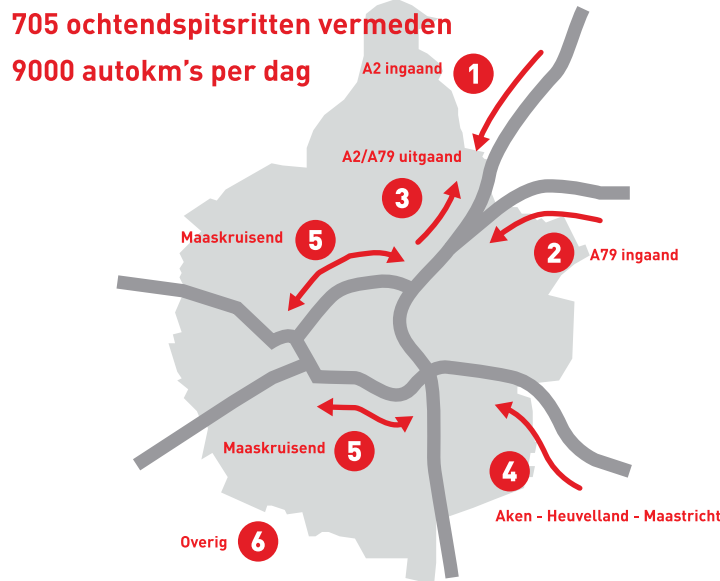 705 ochtendspitsritten vermeden
9000 autokm's per dag
A2 ingaand
1
A2/A79 uitgaand
3
Maaskruisend
5
2
A79 ingaand
Maaskruisend
5
4
Aken - Heuvelland - Maastricht
Overig
6